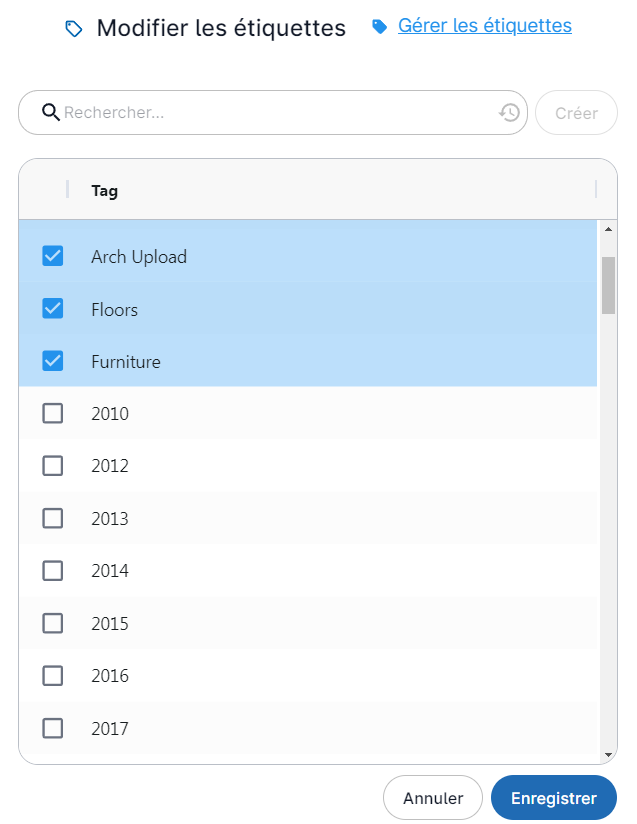 Modifier les étiquettes Gérer les étiquettes
Rechercher... Créer
Tag
Arch Upload
Floors
Furniture
2010
2012
2013
2014
2015
2016
2017
Annuler Enregistrer